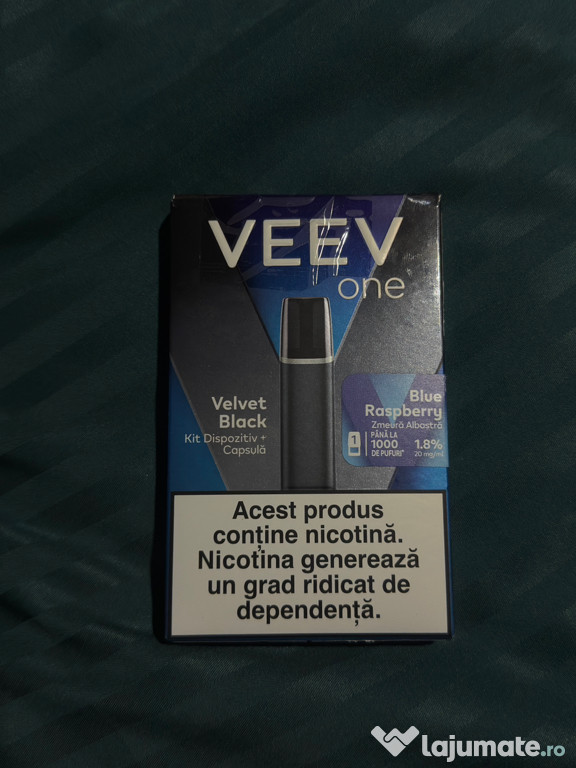 VEEV
one
Velvet
Black
Kit Dispozitiv +
Capsulă
Blue
Raspberry
Zmeură Albastră
1
PÂNĂ LA
1000
DE PUFURI*
1.8%
20 mg/ml
Acest produs
conține nicotină.
Nicotina generează
un grad ridicat de
dependență.
lajumate.ro